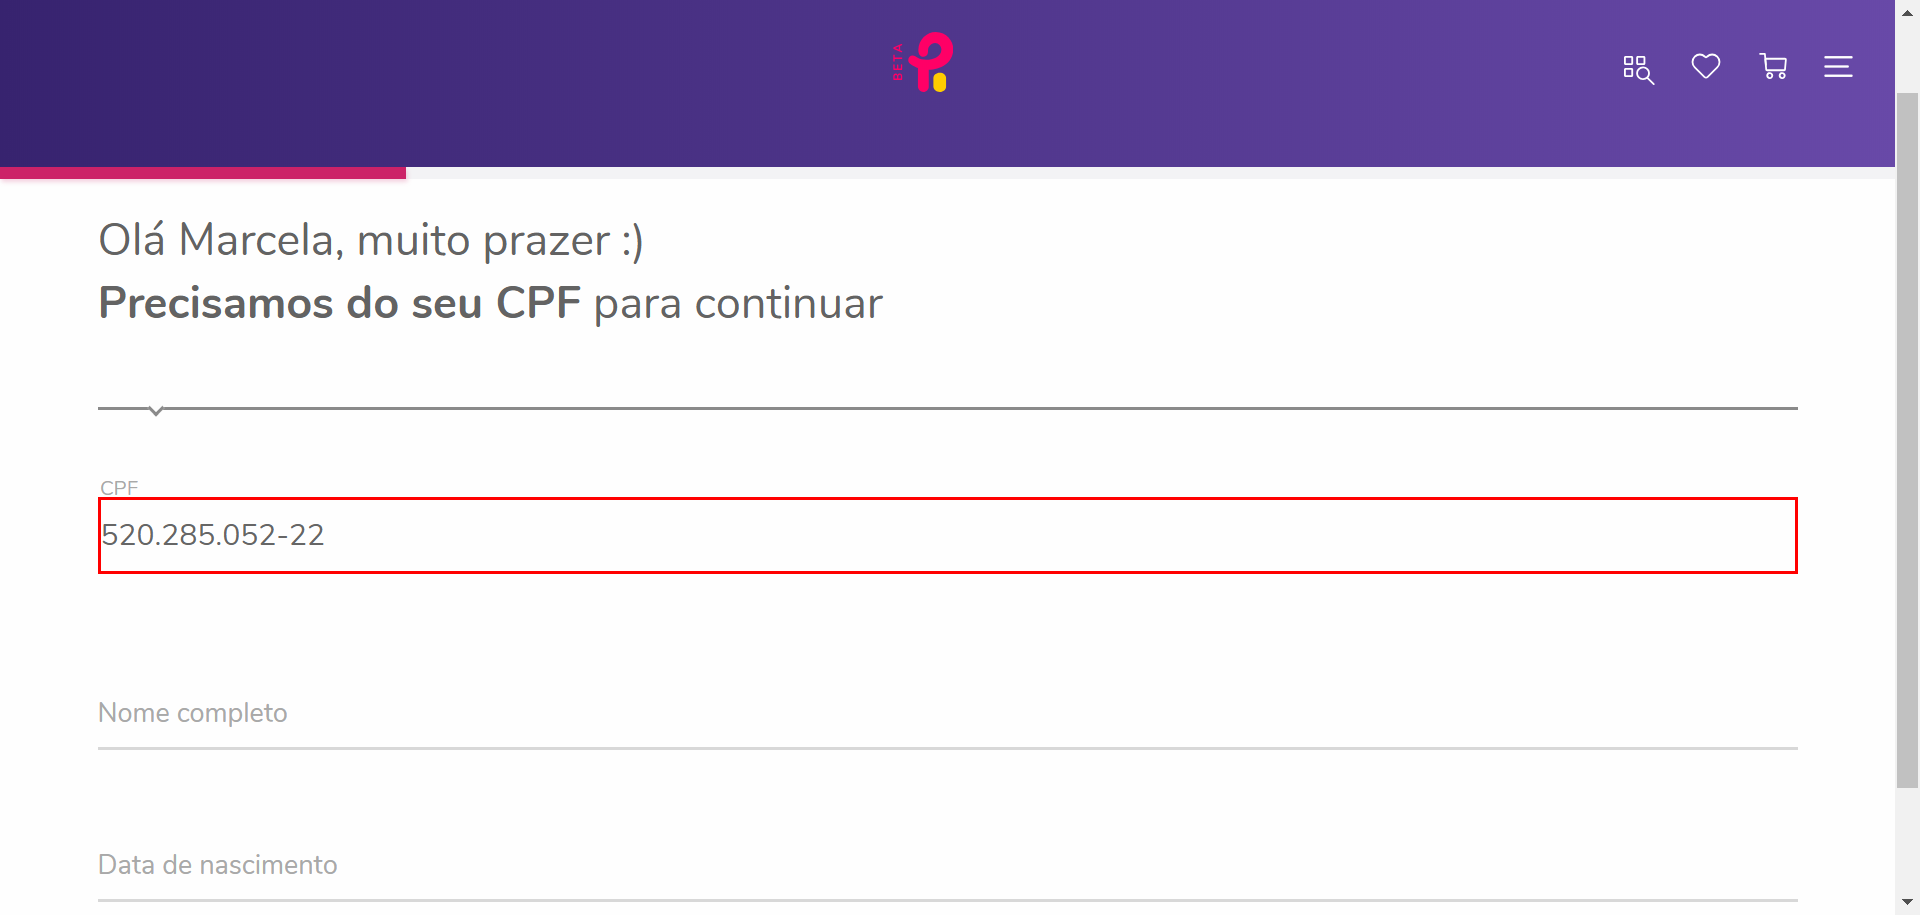 BETA
Olá Marcela, muito prazer :)
Precisamos do seu CPF para continuar
CPF
520.285.052-22
Nome completo
Data de nascimento